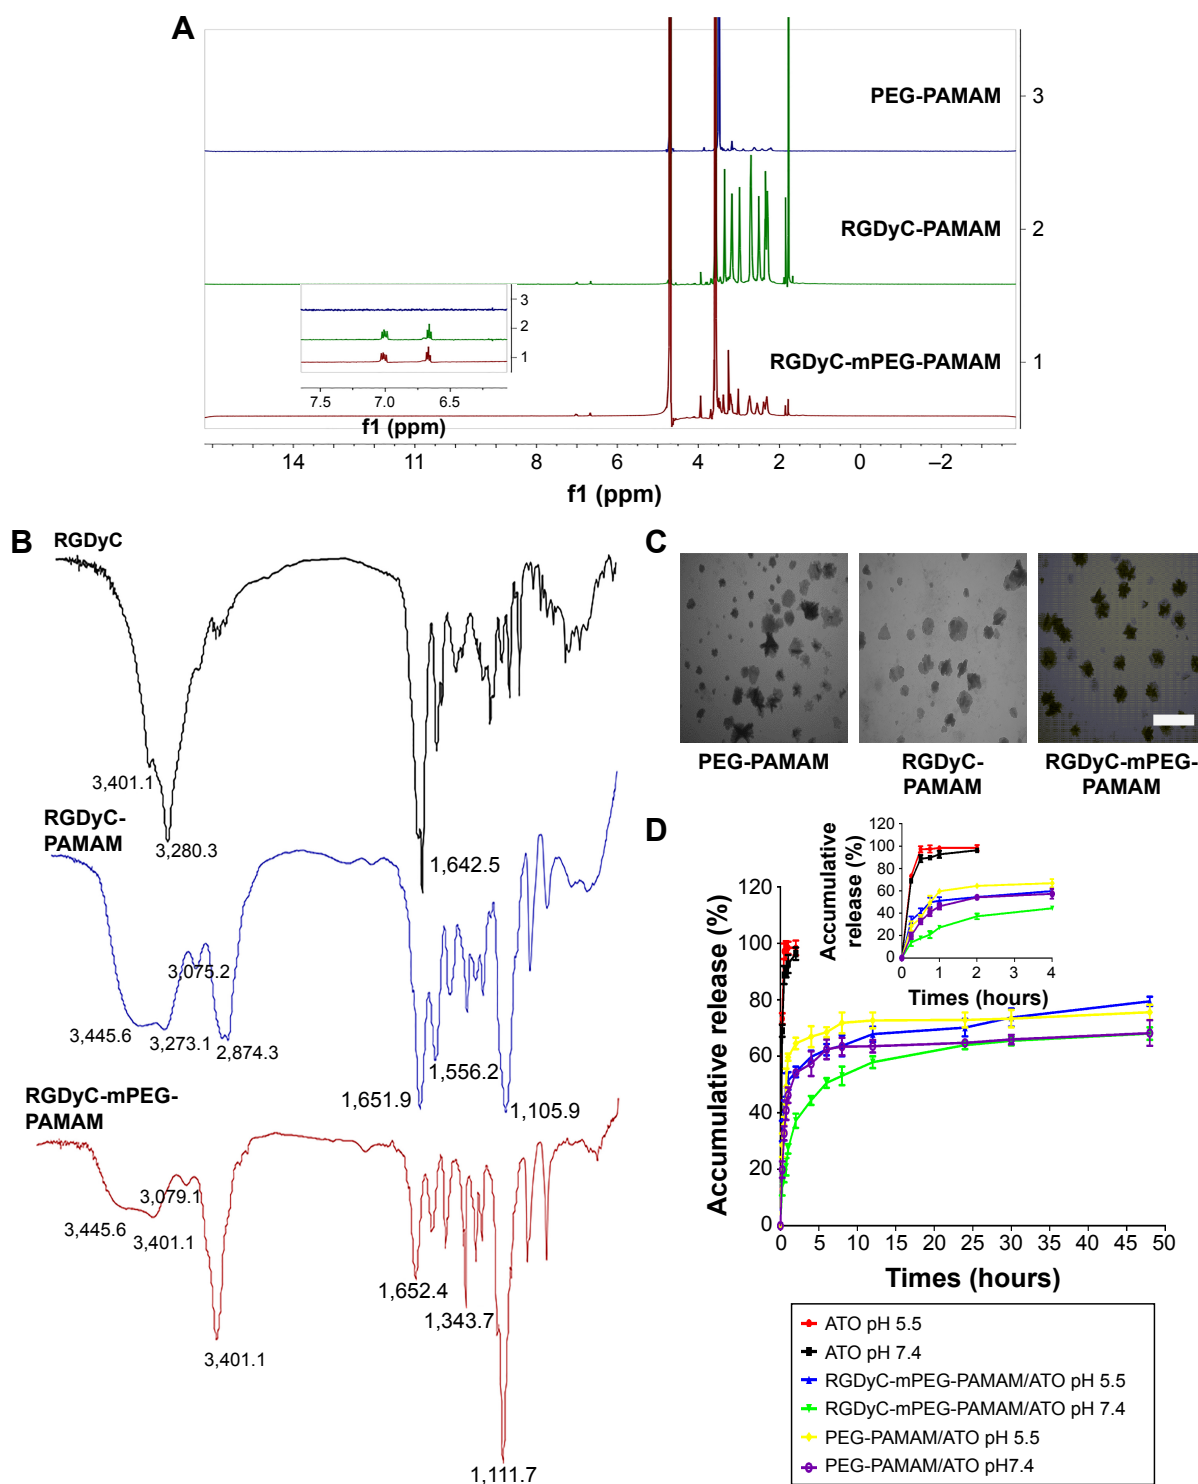 A
PEG-PAMAM
3
RGDyC-PAMAM
2
RGDyC-mPEG-PAMAM
1
3
2
1
7.5 7.0 6.5
f1 (ppm)
14 11 8 6 4 2 0 –2
f1 (ppm)
B
RGDyC
3,401.1
3,280.3
1,642.5
RGDyC-
PAMAM
3,445.6
3,273.1
3,075.2
2,874.3
1,651.9
1,556.2
1,105.9
RGDyC-mPEG-
PAMAM
3,445.6
3,401.1
3,079.1
3,401.1
1,652.4
1,343.7
1,111.7
C
PEG-PAMAM
RGDyC-
PAMAM
RGDyC-mPEG-
PAMAM
D
Accumulative release (%)
120
100
80
60
40
20
0
0 5 10 15 20 25 30 35 40 45 50
Times (hours)
Accumulative
release (%)
120
100
80
60
40
20
0
0 1 2 3 4
Times (hours)
ATO pH 5.5
ATO pH 7.4
RGDyC-mPEG-PAMAM/ATO pH 5.5
RGDyC-mPEG-PAMAM/ATO pH 7.4
PEG-PAMAM/ATO pH 5.5
PEG-PAMAM/ATO pH7.4